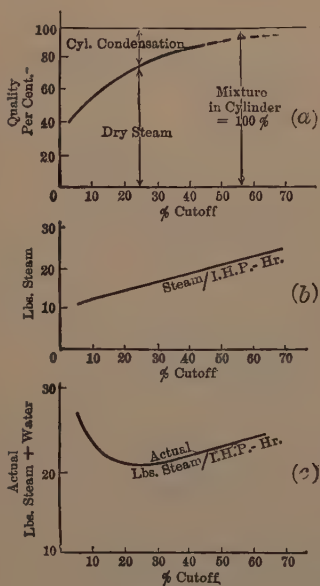 100
Cyl. Condensation
80
60
40
20
0
Quality
Per Cent.-
Dry Steam
Mixture
in Cylinder
= 100 %
(a)
10 20 30 40 50 60 70
% Cutoff
30
20
10
0
Lbs. Steam
Steam/I.H.P.-Hr.
(b)
10 20 30 40 50 60 70
% Cutoff
30
20
10
Actual
Lbs. Steam + Water
Actual
Lbs. Steam/I.H.P.-Hr.
(c)
0 10 20 30 40 50 60 70
% Cutoff